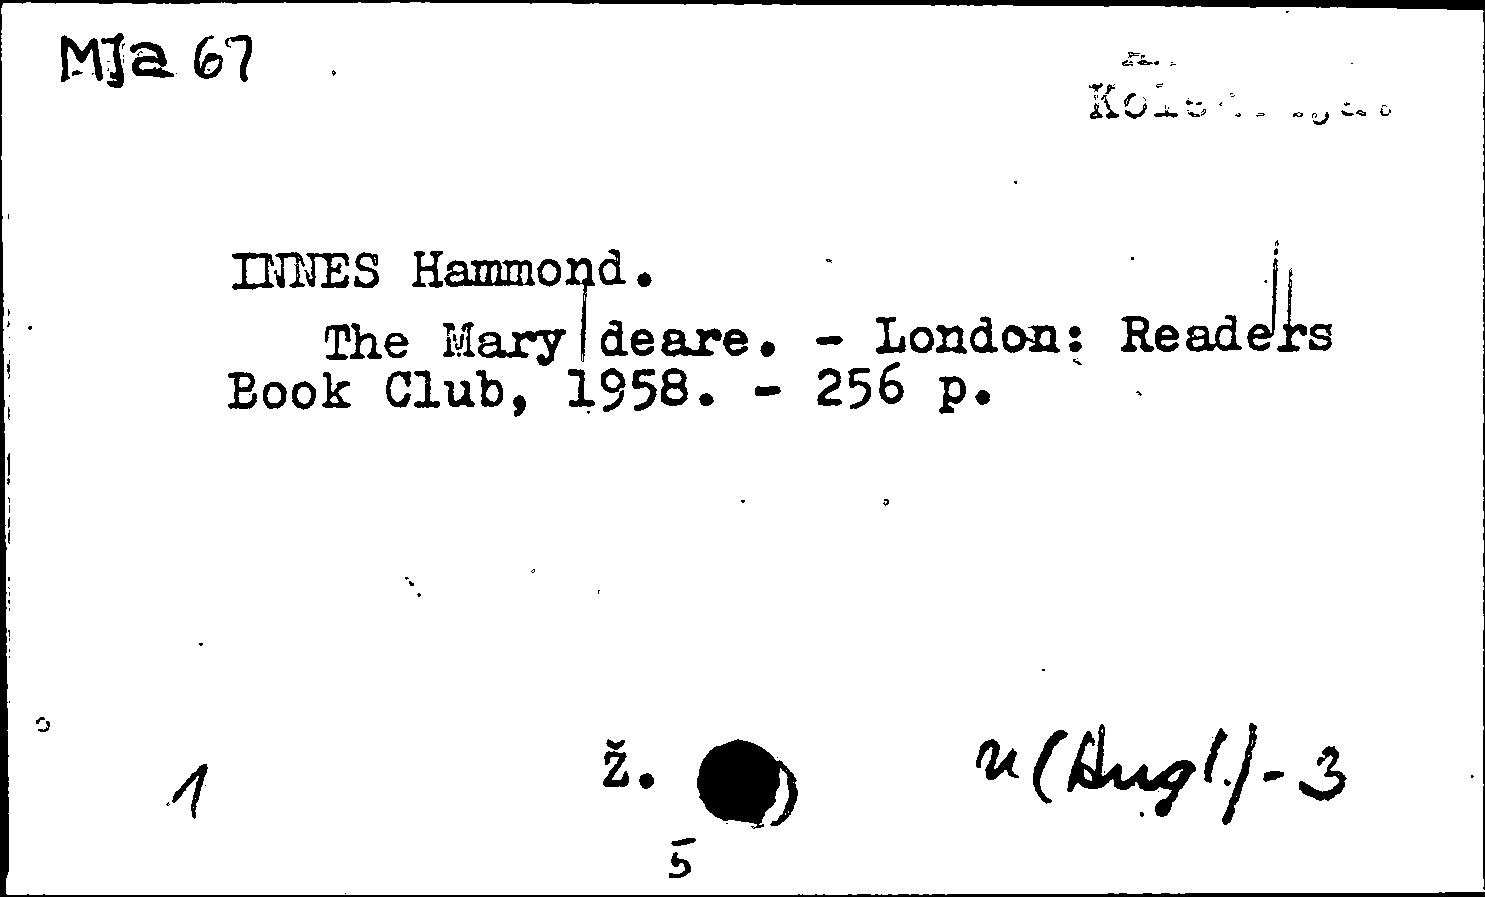 MJa 67
INNES Hammond.
The Mary deare. - London: Readers
Book Club, 1958. - 256 p.
1
ž.
5
u(Angl.)-3